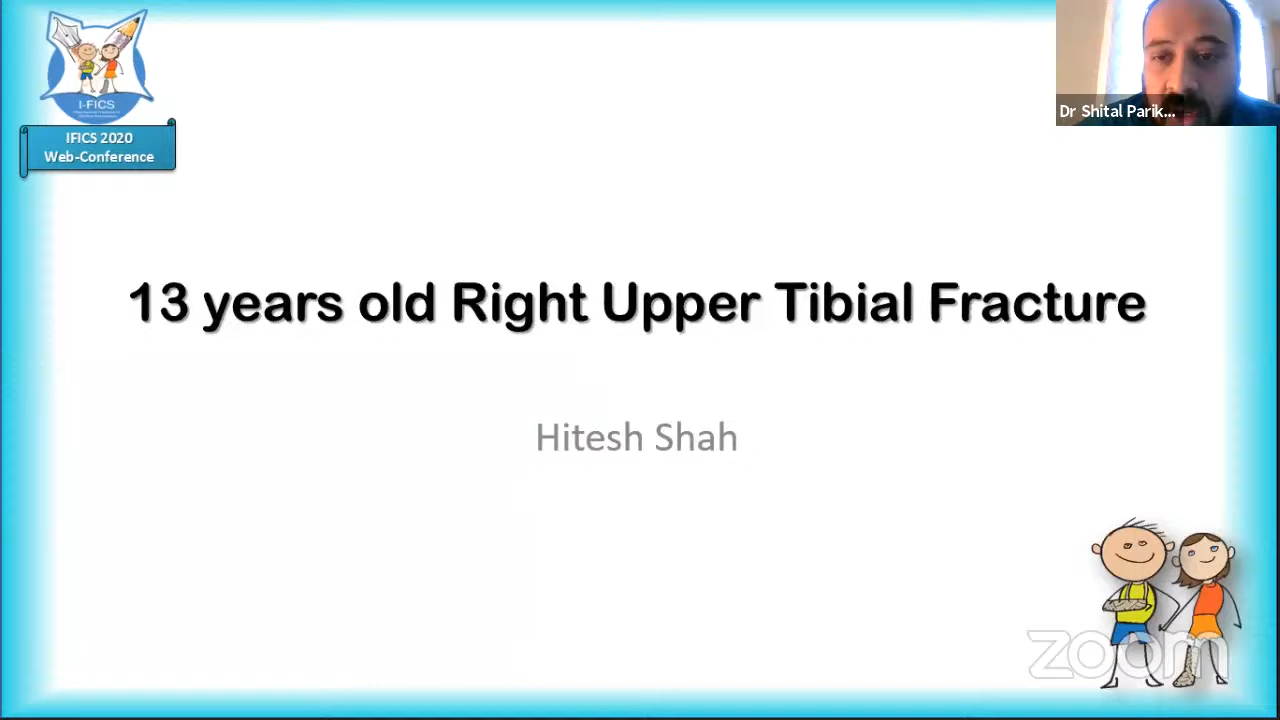 I-FICS
IFICS 2020
Web-Conference
Dr Shital Parik...
13 years old Right Upper Tibial Fracture
Hitesh Shah
zoom